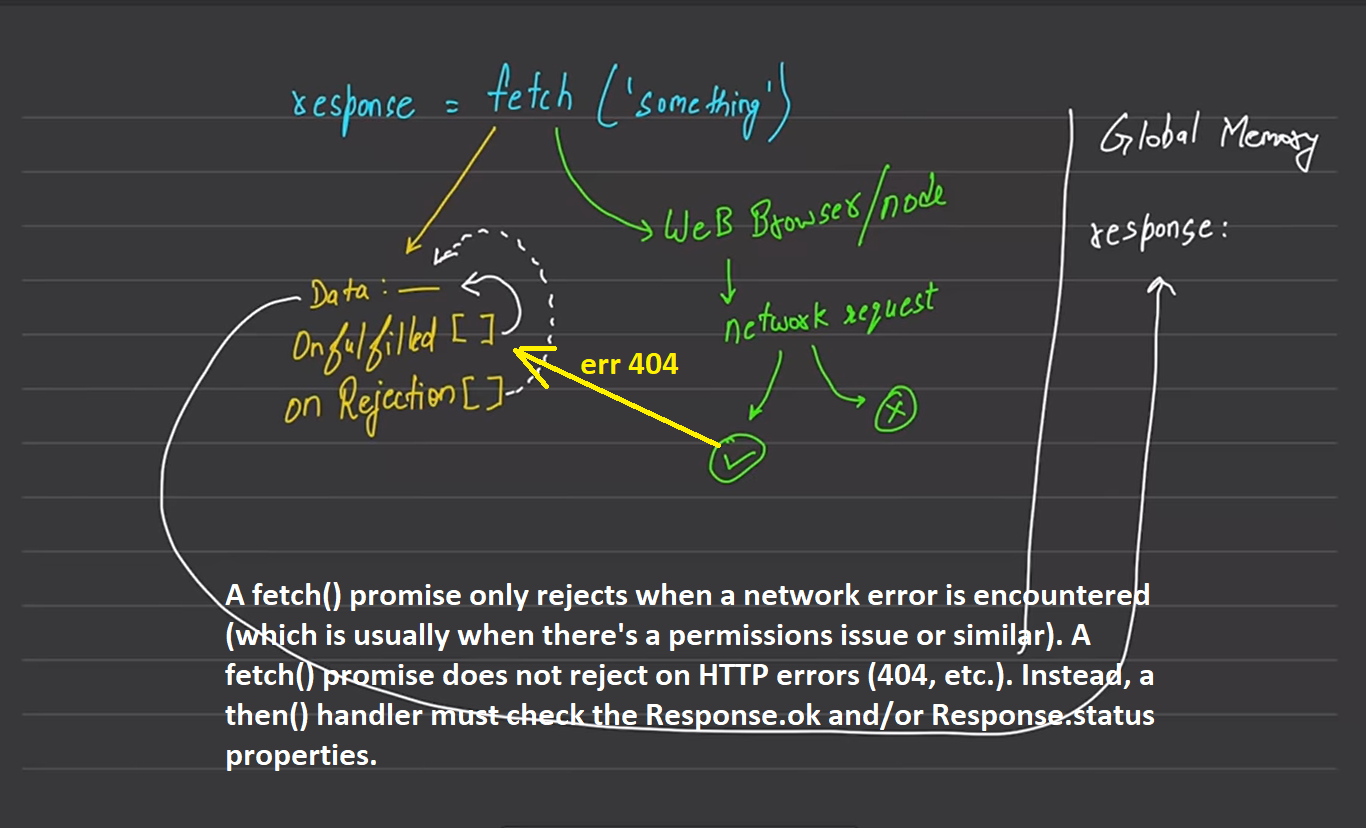 response = fetch ('something')
Global Memory
response:
WeB Browser/node
Data : —
network request
Onfulfilled [ ]
err 404
on Rejection [ ]
A fetch() promise only rejects when a network error is encountered
(which is usually when there's a permissions issue or similar). A
fetch() promise does not reject on HTTP errors (404, etc.). Instead, a
then() handler must check the Response.ok and/or Response.status
properties.